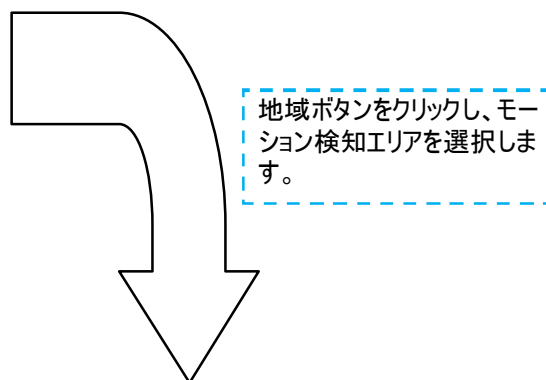 地域ボタンをクリックし、モー
ション検知エリアを選択しま
す。